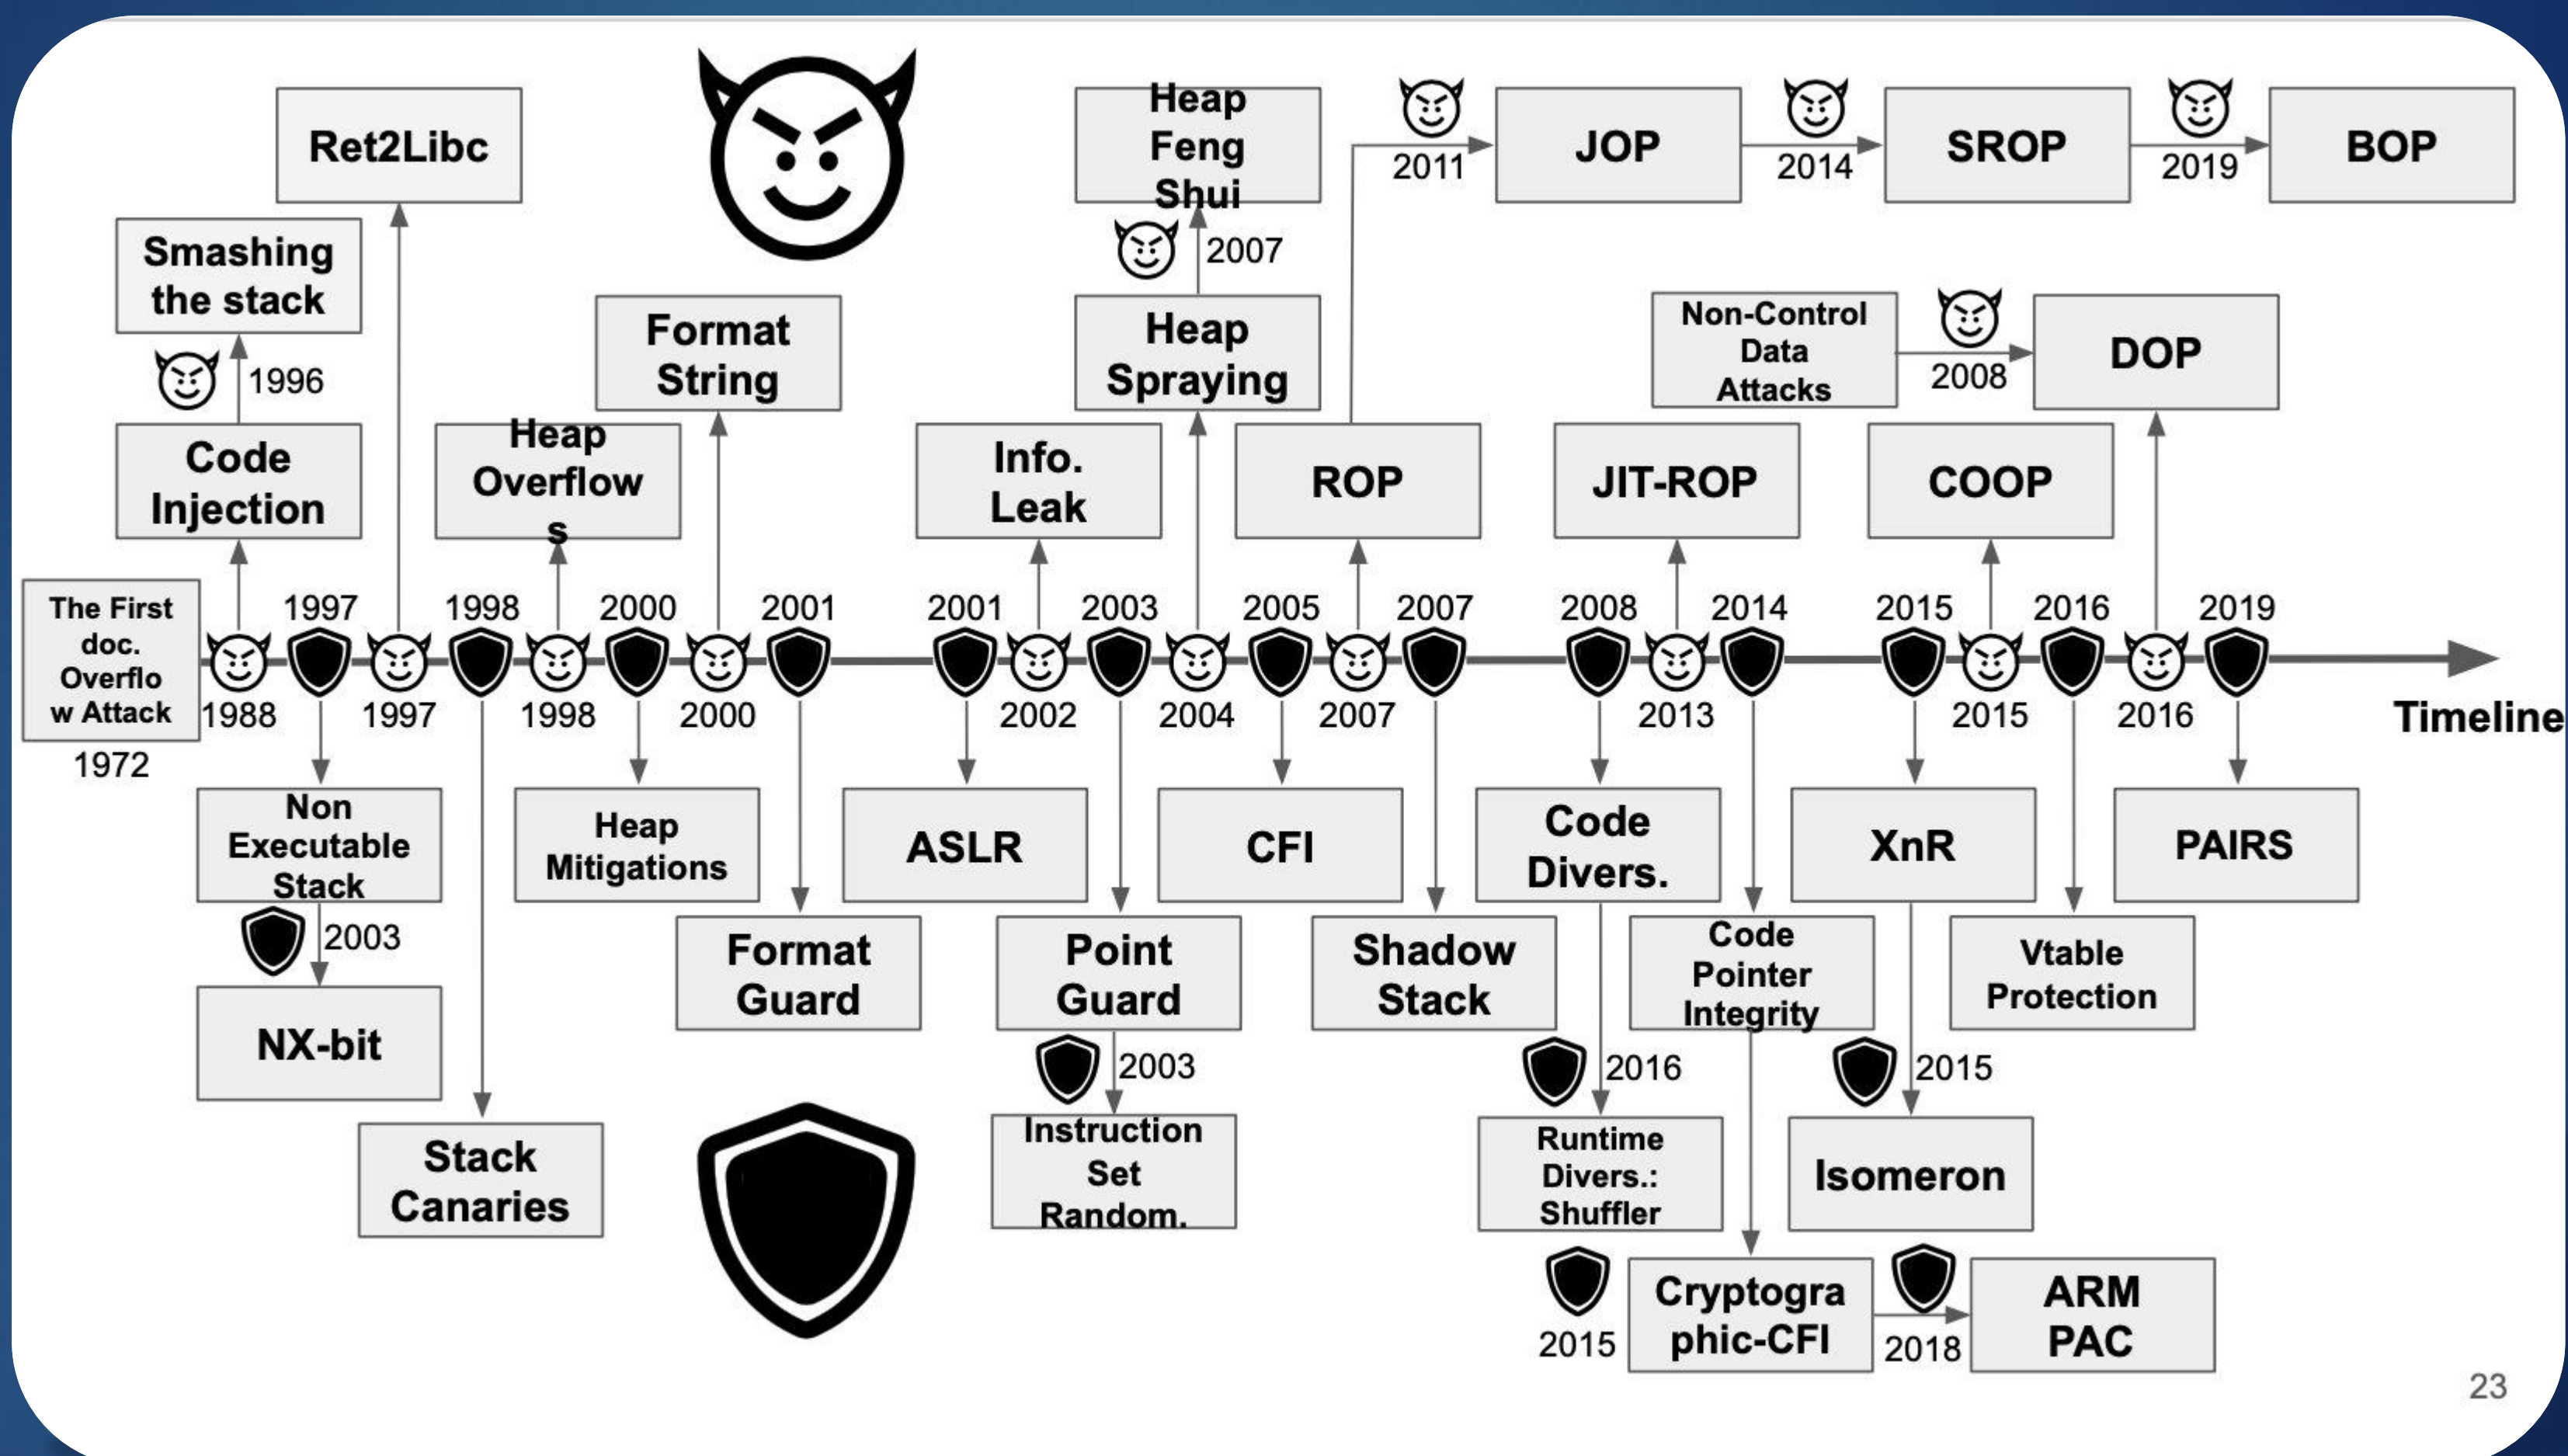 Ret2Libc
Heap
Feng
Shui
2011
JOP
2014
SROP
2019
BOP
Smashing
the stack
2007
1996
Format
String
Heap
Spraying
Non-Control
Data
Attacks
2008
DOP
Code
Injection
Heap
Overflow
s
Info.
Leak
ROP
JIT-ROP
COOP
The First
doc.
Overflo
w Attack
1972
1997
1998
2000
2001
2001
2003
2005
2007
2008
2014
2015
2016
2019
1988
1997
1998
2000
2002
2004
2007
2013
2015
2016
Timeline
Non
Executable
Stack
Heap
Mitigations
ASLR
CFI
Code
Divers.
XnR
PAIRS
2003
Format
Guard
Point
Guard
Shadow
Stack
Code
Pointer
Integrity
Vtable
Protection
NX-bit
2003
2016
2015
Stack
Canaries
Instruction
Set
Random.
Runtime
Divers.:
Shuffler
Isomeron
2015
Cryptogra
phic-CFI
2018
ARM
PAC
23